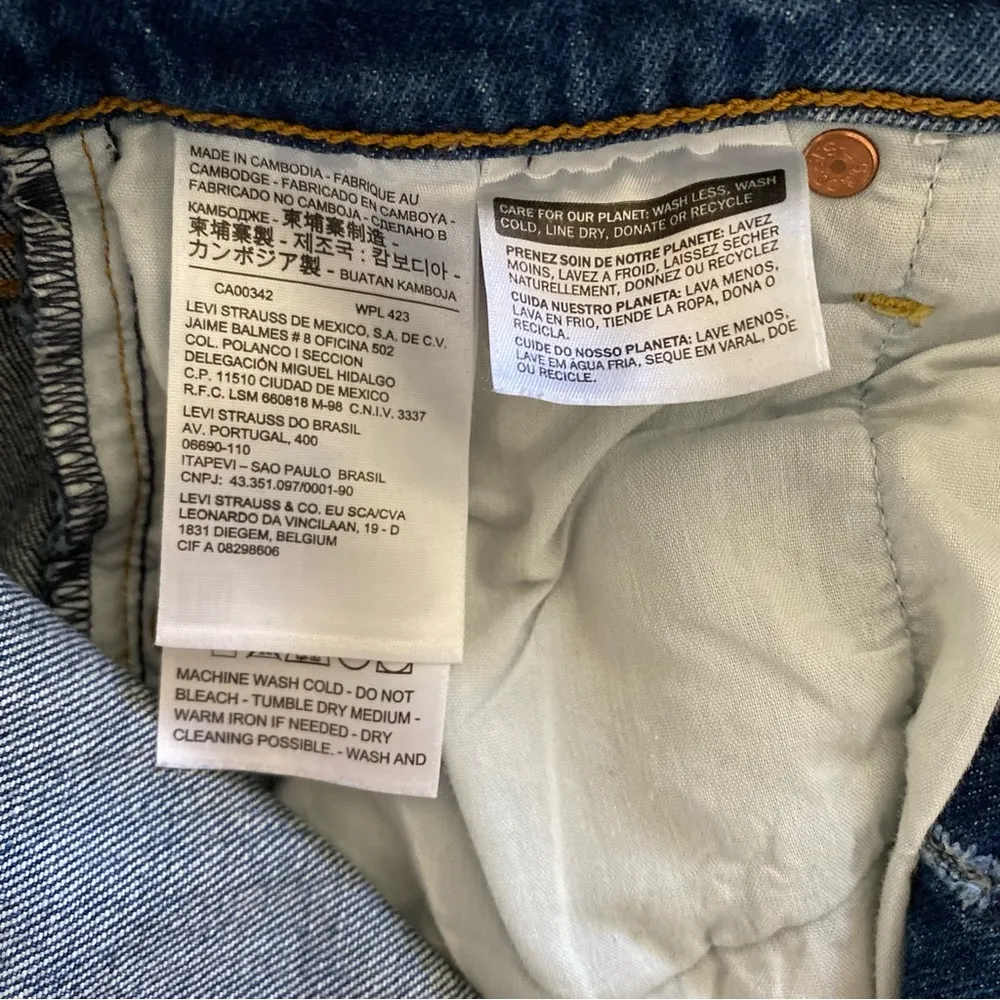 MADE IN CAMBODIA - FABRIQUE AU
CAMBODGE - FABRICADO EN CAMBOYA -
FABRICADO NO CAMBOJA - СДЕЛАНО В
КАМБОДЖЕ - 柬埔寨制造 -
柬埔寨製 - 제조국 : 캄보디아 -
カンボジア製 - BUATAN KAMBOJA
CA00342
WPL 423
LEVI STRAUSS DE MEXICO, S.A. DE C.V.
JAIME BALMES # 8 OFICINA 502
COL. POLANCO I SECCION
DELEGACIÓN MIGUEL HIDALGO
C.P. 11510 CIUDAD DE MEXICO
R.F.C. LSM 660818 M-98 C.N.I.V. 3337
LEVI STRAUSS DO BRASIL
AV. PORTUGAL, 400
06690-110
ITAPEVI – SAO PAULO BRASIL
CNPJ: 43.351.097/0001-90
LEVI STRAUSS & CO. EU SCA/CVA
LEONARDO DA VINCILAAN, 19 - D
1831 DIEGEM, BELGIUM
CIF A 08298606
MACHINE WASH COLD - DO NOT
BLEACH - TUMBLE DRY MEDIUM -
WARM IRON IF NEEDED - DRY
CLEANING POSSIBLE. - WASH AND
CARE FOR OUR PLANET: WASH LESS, WASH
COLD, LINE DRY, DONATE OR RECYCLE
PRENEZ SOIN DE NOTRE PLANETE: LAVEZ
MOINS, LAVEZ A FROID, LAISSEZ SECHER
NATURELLEMENT, DONNEZ OU RECYCLEZ
CUIDA NUESTRO PLANETA: LAVA MENOS,
LAVA EN FRIO, TIENDE LA ROPA, DONA O
RECICLA.
CUIDE DO NOSSO PLANETA: LAVE MENOS,
LAVE EM ÁGUA FRIA, SEQUE EM VARAL, DOE
OU RECICLE.